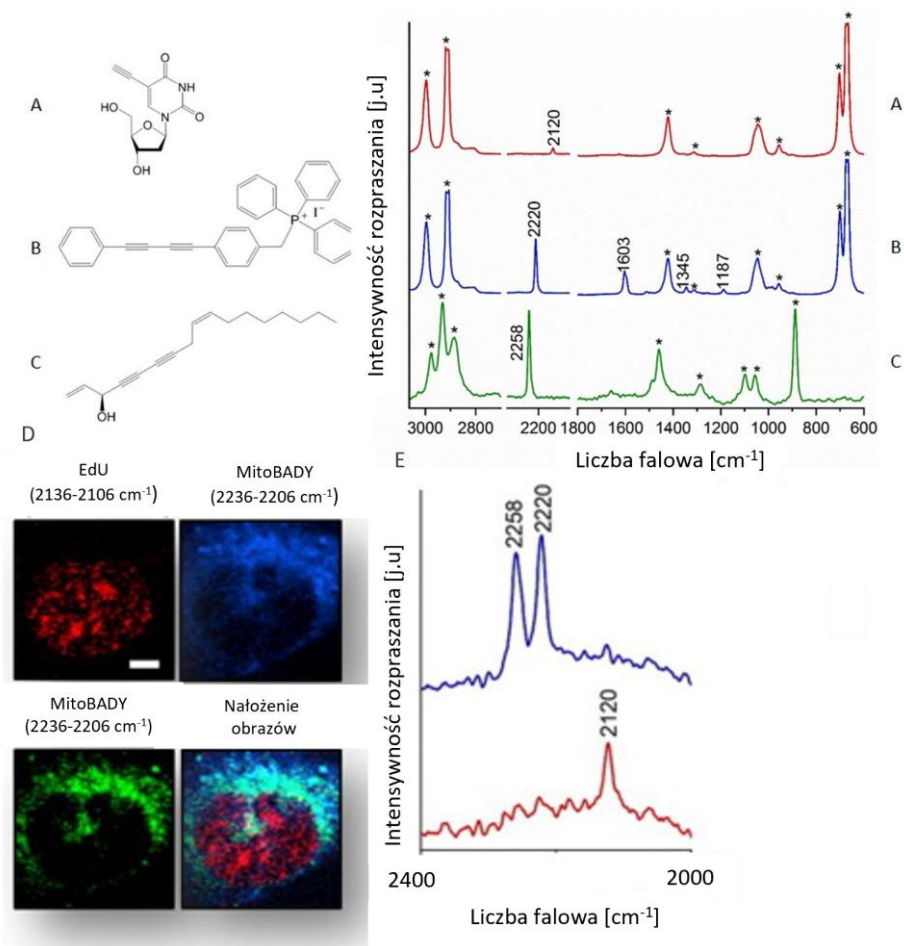 A
O
NH
N
O
HO
O
OH
B
P+ I−
C
OH
D
Intensywność rozpraszania [j.u]
* * 2120 * * * * * * A
* * 2220 1603 * 1345 * 1187 * * * * B
* * * 2258 * * * * * C
3000 2800 2200 1800 1600 1400 1200 1000 800 600
Liczba falowa [cm-1]
E
EdU
(2136-2106 cm-1)
MitoBADY
(2236-2206 cm-1)
MitoBADY
(2236-2206 cm-1)
Nałożenie
obrazów
Intensywność rozpraszania [j.u]
2258
2220
2120
2400 2000
Liczba falowa [cm-1]